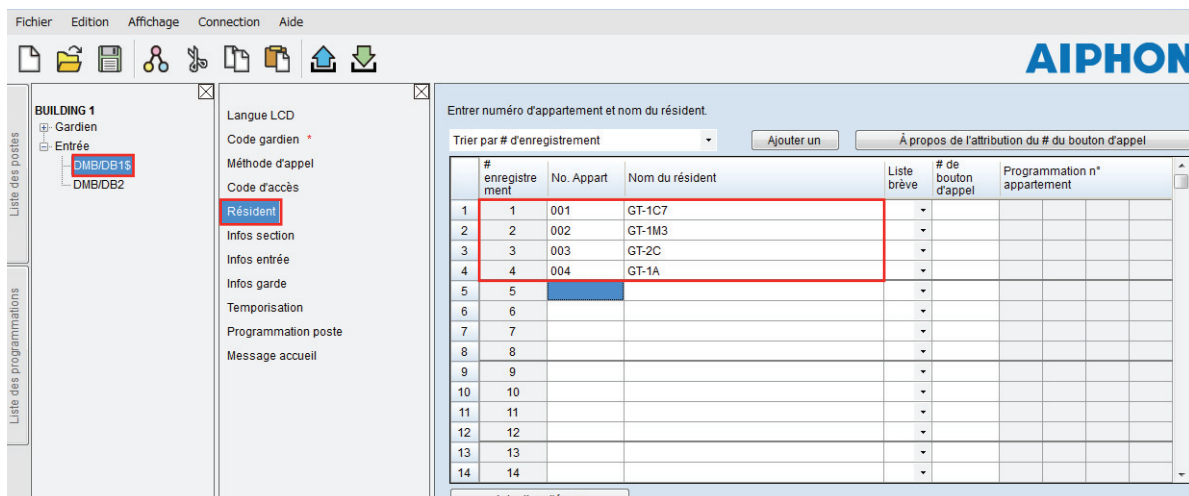 Fichier Edition Affichage Connection Aide
AIPHON
Liste des postes
Liste des programmations
BUILDING 1
Gardien
Entrée
DMB/DB1$
DMB/DB2
Langue LCD
Code gardien *
Méthode d'appel
Code d'accès
Résident
Infos section
Infos entrée
Infos garde
Temporisation
Programmation poste
Message accueil
Entrer numéro d'appartement et nom du résident.
Trier par # d'enregistrement Ajouter un À propos de l'attribution du # du bouton d'appel
# enregistre ment No. Appart Nom du résident Liste brève # de bouton d'appel Programmation n° appartement
1 1 001 GT-1C7
2 2 002 GT-1M3
3 3 003 GT-2C
4 4 004 GT-1A
5 5
6 6
7 7
8 8
9 9
10 10
11 11
12 12
13 13
14 14